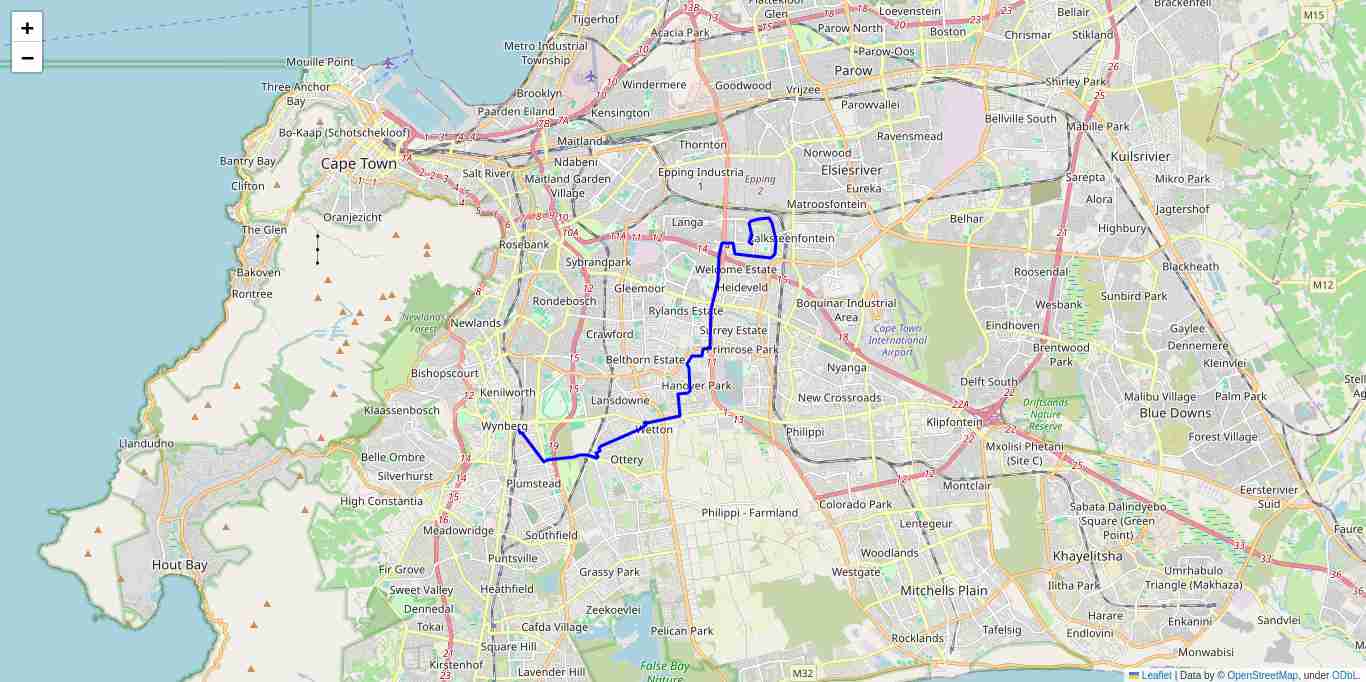 +
−
Tijgerhof
13B
Plattekloof
Glen
Loevenstein
Bellair
Brackenfell
M15
Acacia Park
Parow North
Boston
Chrismar
Stikland
Metro Industrial
Township
Parow-Oos
Mouille Point
Parow
Three Anchor
Bay
Windermere
Goodwood
Vrijzee
Shirley Park
Brooklyn
Paarden Eiland
Kensington
Parowvallei
Bellville South
Mabille Park
Bo-Kaap (Schotschekloof)
Maitland
Thornton
Ravensmead
Bantry Bay
Cape Town
Ndabeni
Norwood
Kuilsrivier
Clifton
Salt River
Maitland Garden
Village
Epping Industria
1
Epping
2
Elsiesriver
Eureka
Sarepta
Mikro Park
Oranjezicht
Langa
Matroosfontein
Belhar
Alora
Jagtershof
The Glen
Rosebank
10A
11A
Kalksteenfontein
Highbury
Bakoven
Sybrandpark
Welcome Estate
Roosendal
Blackheath
Rontree
Rondebosch
Gleemoor
Heideveld
Boquinar Industrial
Area
Wesbank
Sunbird Park
M12
Newlands
Newlands
Forest
Crawford
Rylands Estate
Surrey Estate
Cape Town
International
Airport
Eindhoven
Gaylee
Dennemere
Bishopscourt
Belthorn Estate
Primrose Park
Nyanga
Brentwood
Park
Kleinvlei
Kenilworth
Hanover Park
Delft South
Malibu Village
Palm Park
Klaassenbosch
Lansdowne
New Crossroads
22A
Driftsands
Nature
Reserve
Blue Downs
Wynberg
Wetton
Philippi
Klipfontein
Forest Village
Llandudno
Belle Ombre
Ottery
Mxolisi Phetani
(Site C)
Silverhurst
Plumstead
Montclair
Eersterivier
Suid
High Constantia
Philippi - Farmland
Colorado Park
Sabata Dalindyebo
Square (Green
Point)
Meadowridge
Southfield
Lentegeur
Faure
Hout Bay
Puntsville
Woodlands
Khayelitsha
Fir Grove
Grassy Park
Westgate
Umrhabulo
Triangle (Makhaza)
Sweet Valley
Heathfield
Mitchells Plain
Ilitha Park
Dennedal
Zeekoevlei
Harare
Enkanini
Sandvlei
Tokai
Cafda Village
Pelican Park
Rocklands
Tafelsig
Endlovini
Square Hill
Monwabisi
Kirstenhof
Lavender Hill
False Bay
M32
Leaflet | Data by © OpenStreetMap, under ODbL.